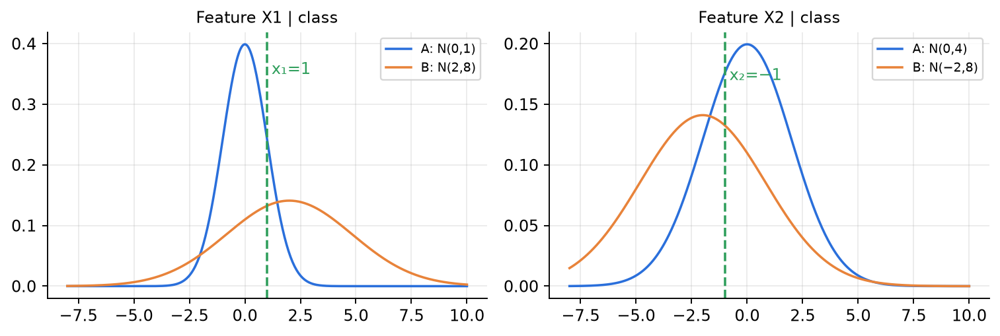 Feature X1 | class
0.4
0.3
0.2
0.1
0.0
−7.5 −5.0 −2.5 0.0 2.5 5.0 7.5 10.0
A: N(0,1)
B: N(2,8)
x₁=1
Feature X2 | class
0.20
0.15
0.10
0.05
0.00
−7.5 −5.0 −2.5 0.0 2.5 5.0 7.5 10.0
A: N(0,4)
B: N(−2,8)
x₂=−1